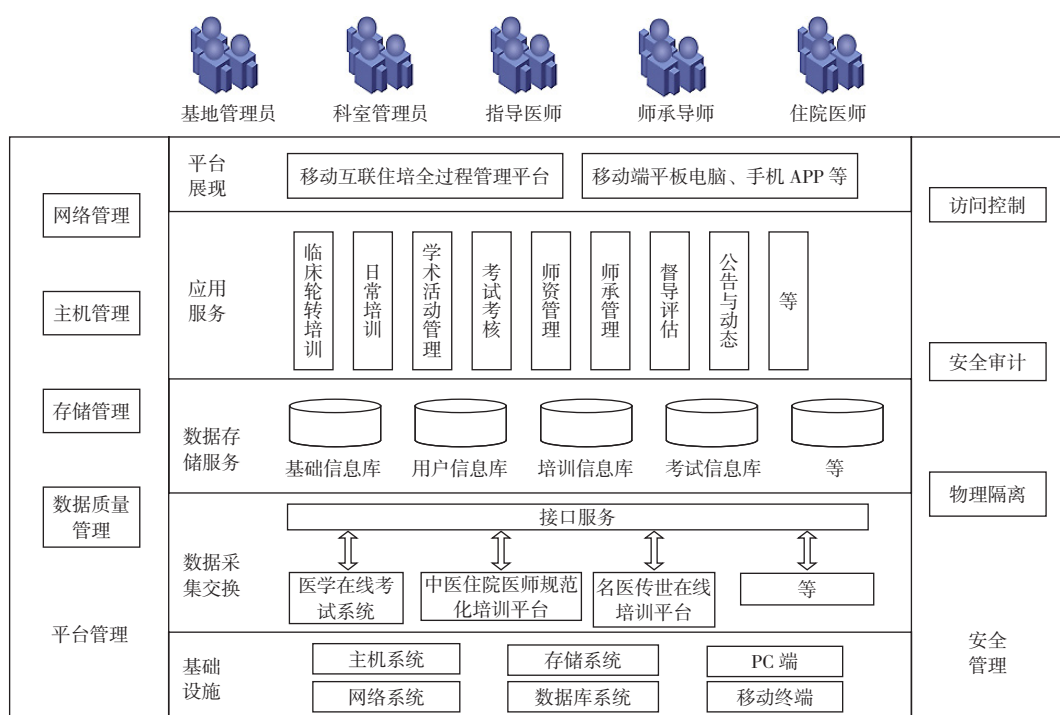 基地管理员
科室管理员
指导医师
师承导师
住院医师
网络管理
主机管理
存储管理
数据质量
管理
平台管理
平台
展现
移动互联住培全过程管理平台
移动端平板电脑、手机 APP 等
应用
服务
临床轮转培训
日常培训
学术活动管理
考试考核
师资管理
师承管理
督导评估
公告与动态
等
数据存
储服务
基础信息库
用户信息库
培训信息库
考试信息库
等
数据采
集交换
接口服务
医学在线考
试系统
中医住院医师规范
化培训平台
名医传世在线
培训平台
等
基础
设施
主机系统
存储系统
PC 端
网络系统
数据库系统
移动终端
访问控制
安全审计
物理隔离
安全
管理